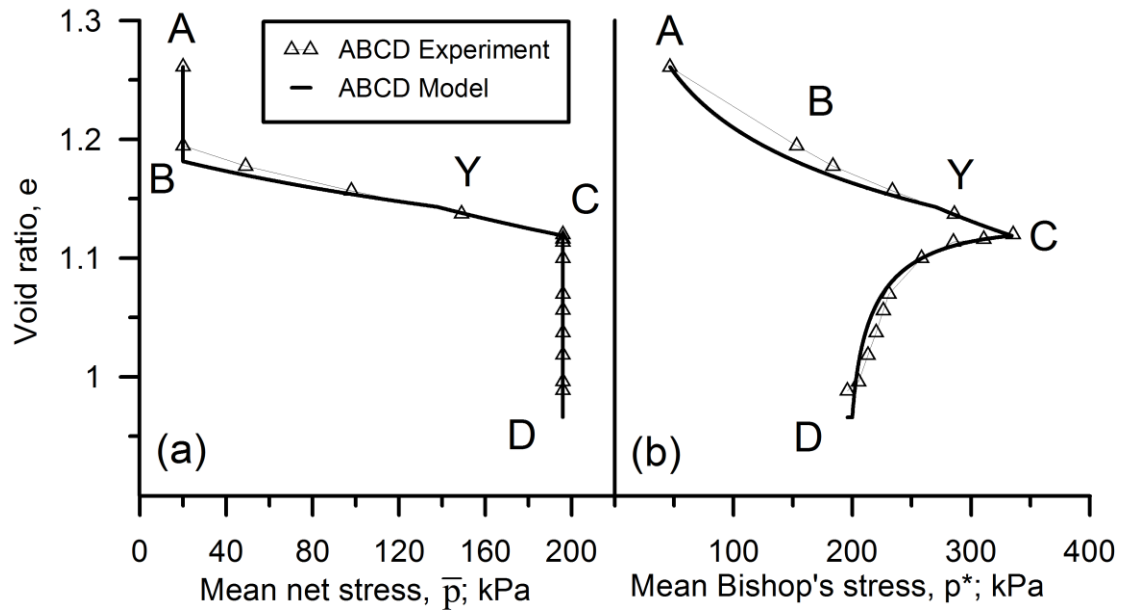 1.3
1.2
1.1
1
Void ratio, e
A
ABCD Experiment
ABCD Model
B
Y
C
D
(a)
0 40 80 120 160 200
Mean net stress, p̅; kPa
A
B
Y
C
D
(b)
100 200 300 400
Mean Bishop's stress, p*; kPa